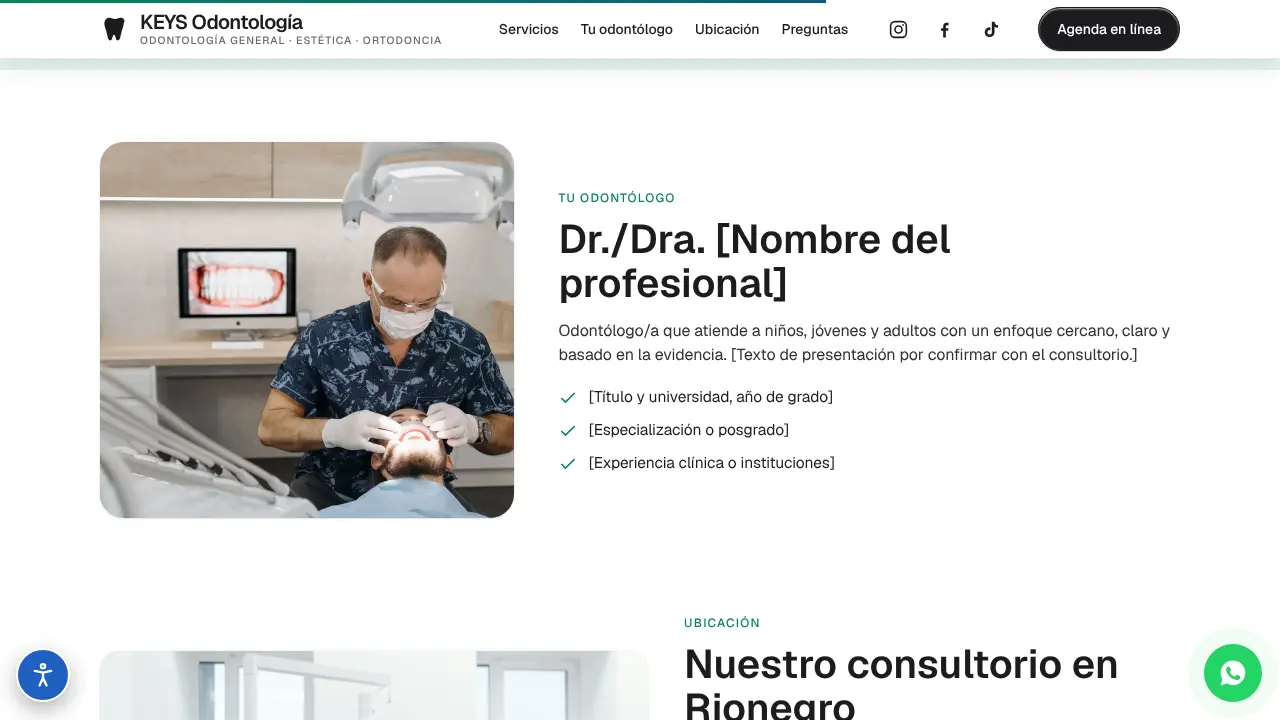 KEYS Odontología
ODONTOLOGÍA GENERAL · ESTÉTICA · ORTODONCIA
Servicios
Tu odontólogo
Ubicación
Preguntas
Agenda en línea
TU ODONTÓLOGO
Dr./Dra. [Nombre del
profesional]
Odontólogo/a que atiende a niños, jóvenes y adultos con un enfoque cercano, claro y
basado en la evidencia. [Texto de presentación por confirmar con el consultorio.]
[Título y universidad, año de grado]
[Especialización o posgrado]
[Experiencia clínica o instituciones]
UBICACIÓN
Nuestro consultorio en
Rionegro